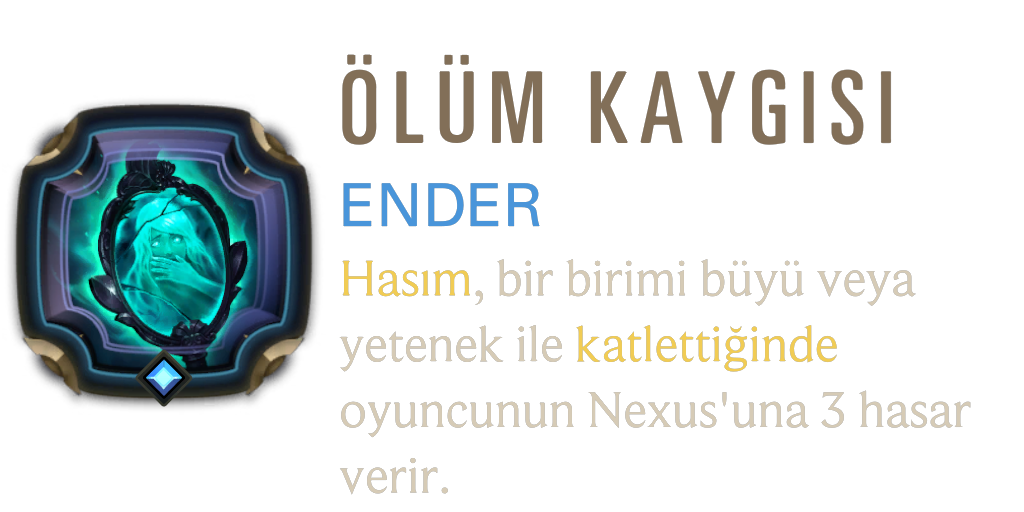 ÖLÜM KAYGISI
ENDER
Hasım, bir birimi büyü veya
yetenek ile katlettiğinde
oyuncunun Nexus'una 3 hasar
verir.